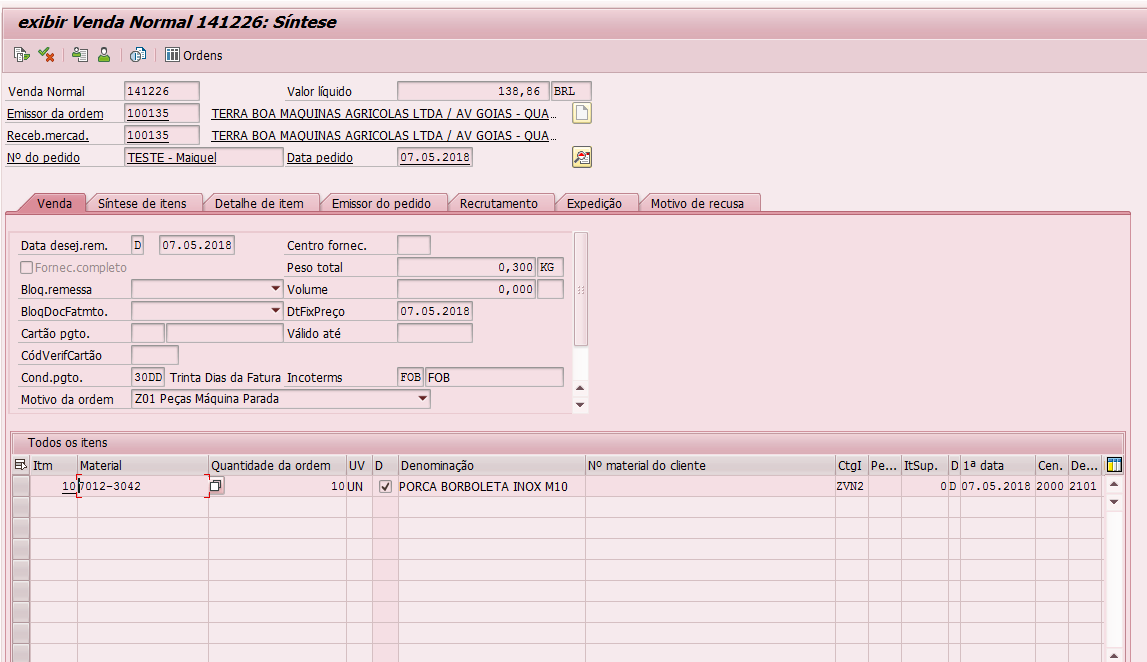 exibir Venda Normal 141226: Síntese
Ordens
Venda Normal 141226 Valor líquido 138,86 BRL
Emissor da ordem 100135 TERRA BOA MAQUINAS AGRICOLAS LTDA / AV GOIAS - QUA...
Receb.mercad. 100135 TERRA BOA MAQUINAS AGRICOLAS LTDA / AV GOIAS - QUA...
Nº do pedido TESTE - Maiquel Data pedido 07.05.2018
Venda Síntese de itens Detalhe de item Emissor do pedido Recrutamento Expedição Motivo de recusa
Data desej.rem. D 07.05.2018 Centro fornec.
Fornec.completo Peso total 0,300 KG
Bloq.remessa Volume 0,000
BloqDocFatmto. DtFixPreço 07.05.2018
Cartão pgto. Válido até
CódVerifCartão
Cond.pgto. 30DD Trinta Dias da Fatura Incoterms FOB FOB
Motivo da ordem Z01 Peças Máquina Parada
Todos os itens
Itm Material Quantidade da ordem UV D Denominação Nº material do cliente CtgI Pe... ItSup. D 1ª data Cen. De...
10 7012-3042 10 UN PORCA BORBOLETA INOX M10 ZVN2 0 D 07.05.2018 2000 2101